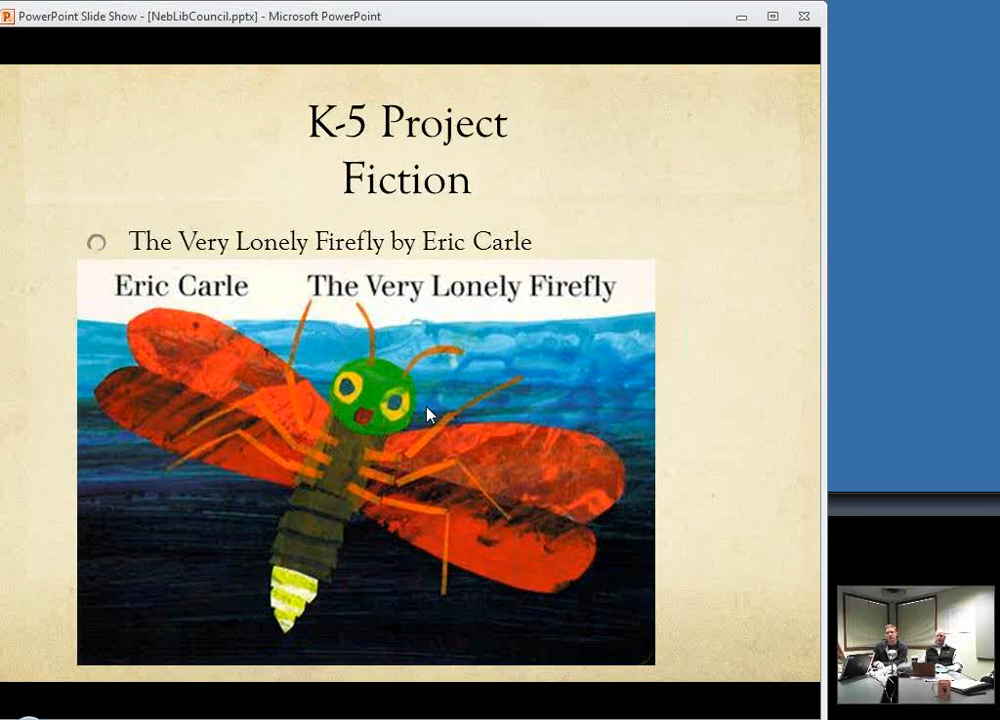 PowerPoint Slide Show - [NebLibCouncil.pptx] - Microsoft PowerPoint
K-5 Project
Fiction
The Very Lonely Firefly by Eric Carle
Eric Carle The Very Lonely Firefly